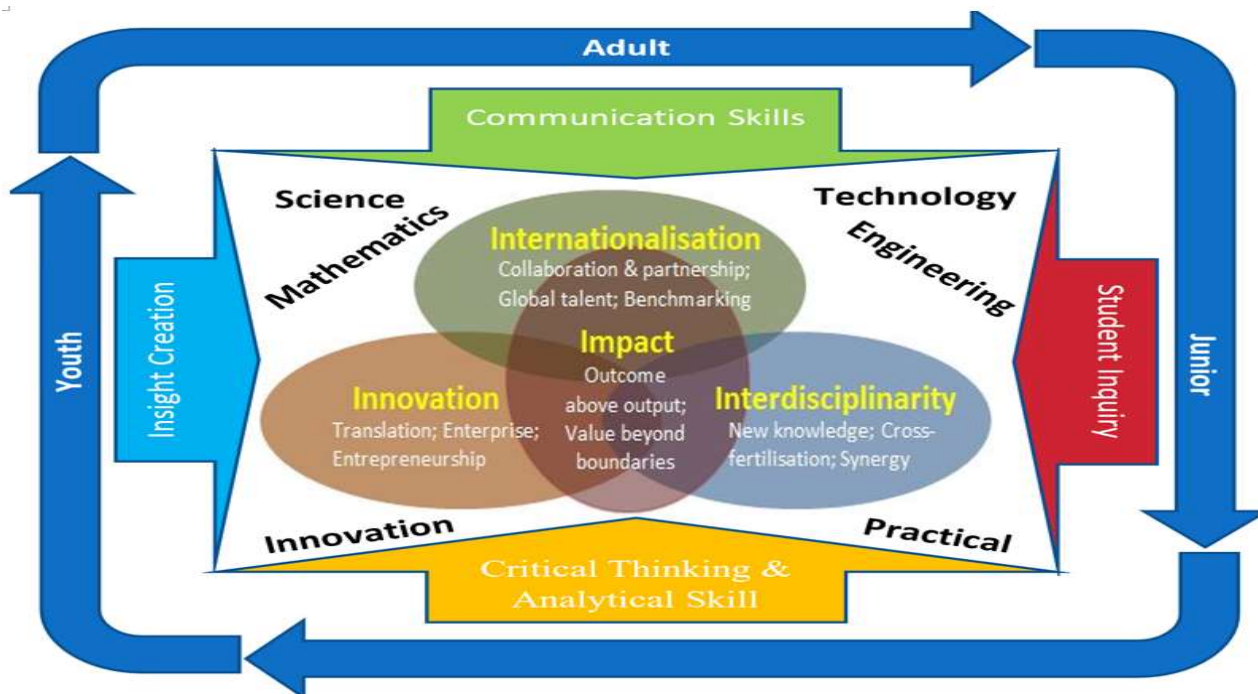 Adult
Communication Skills
Science
Technology
Mathematics
Engineering
Internationalisation
Collaboration & partnership;
Global talent; Benchmarking
Youth
Insight Creation
Impact
Outcome
above output;
Value beyond
boundaries
Innovation
Translation; Enterprise;
Entrepreneurship
Interdisciplinarity
New knowledge; Cross-
fertilisation; Synergy
Student Inquiry
Junior
Innovation
Practical
Critical Thinking &
Analytical Skill